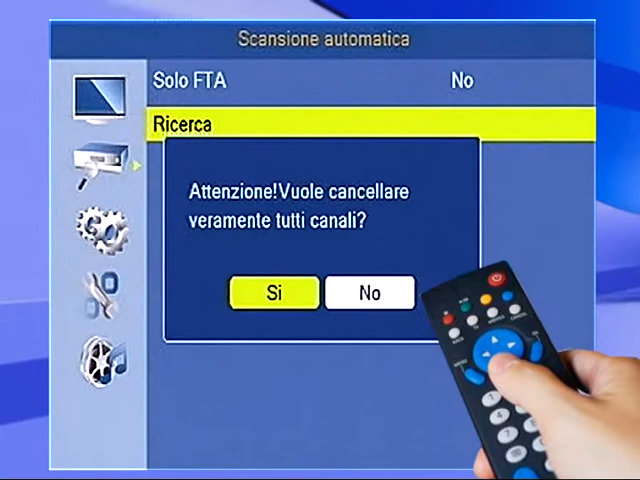 Scansione automatica
Solo FTA No
Ricerca
Attenzione!Vuole cancellare
veramente tutti canali?
Si No